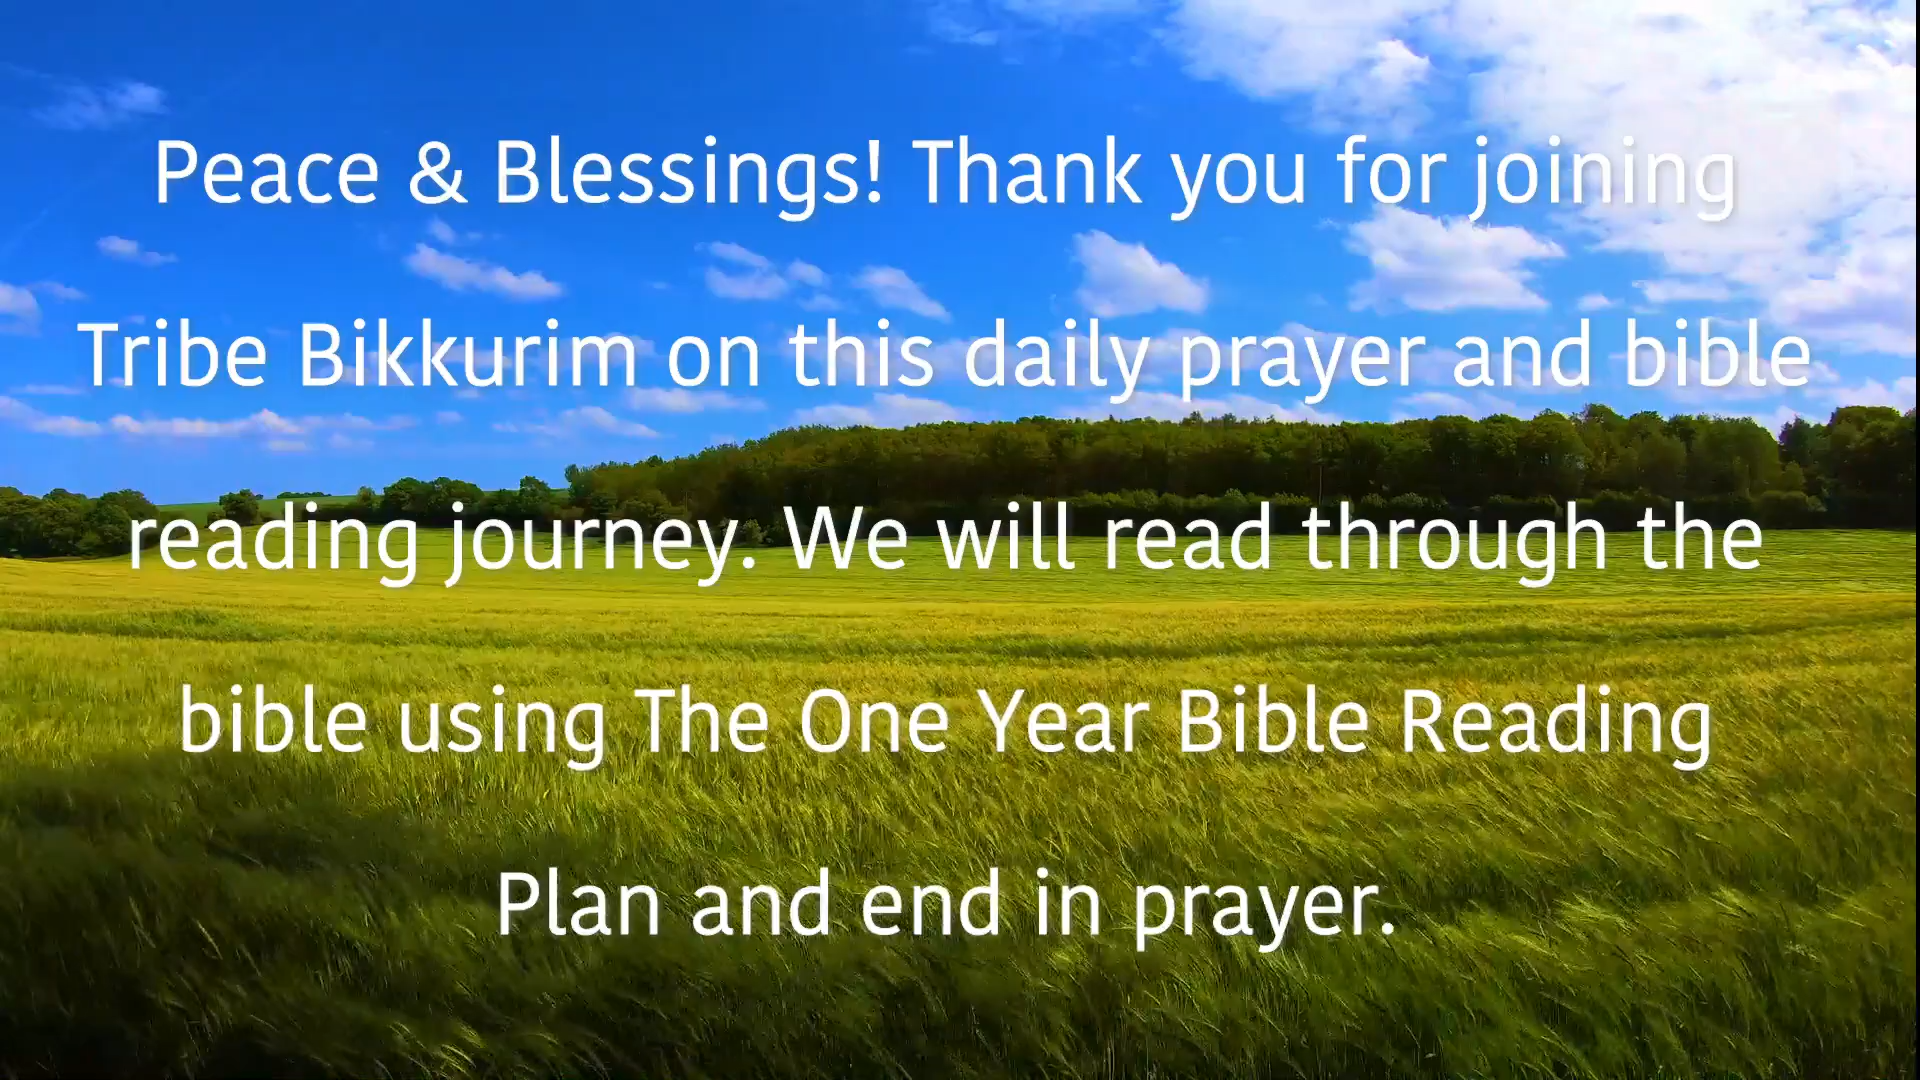 Peace & Blessings! Thank you for joining
Tribe Bikkurim on this daily prayer and bible
reading journey. We will read through the
bible using The One Year Bible Reading
Plan and end in prayer.